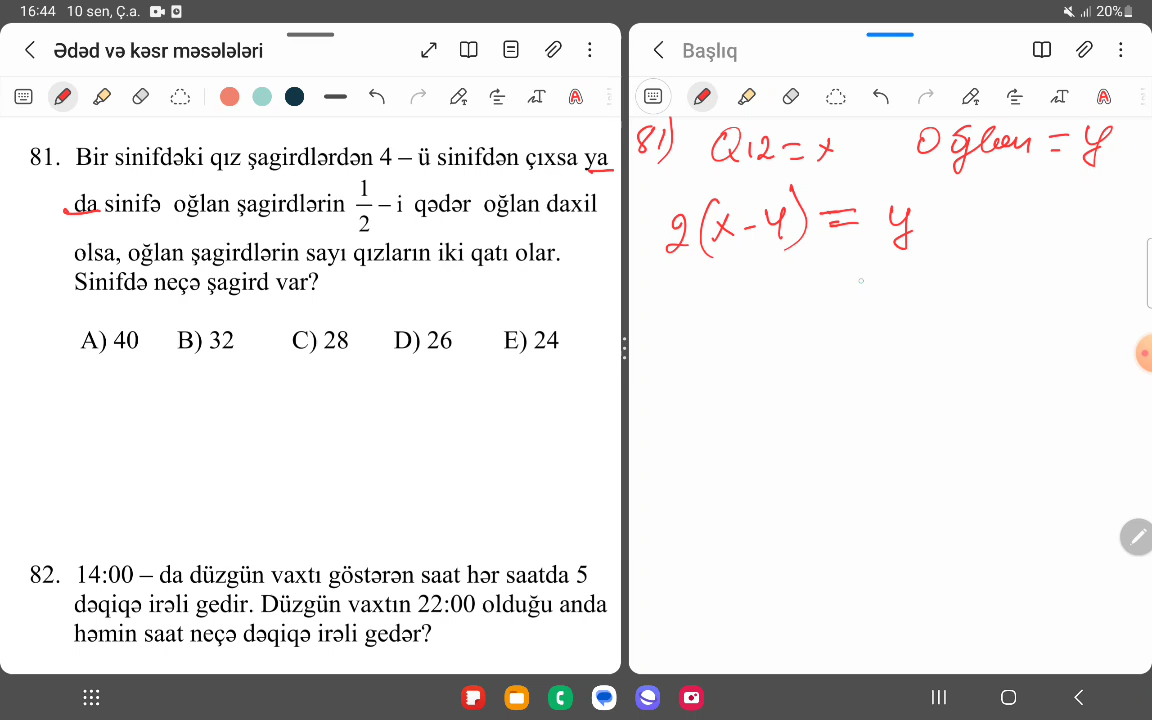 16:44 10 sen, Ç.a. 20%
Ədəd və kəsr məsələləri
81. Bir sinifdəki qız şagirdlərdən 4 – ü sinifdən çıxsa ya
da sinifə oğlan şagirdlərin 1/2 – i qədər oğlan daxil
olsa, oğlan şagirdlərin sayı qızların iki qatı olar.
Sinifdə neçə şagird var?
A) 40 B) 32 C) 28 D) 26 E) 24
82. 14:00 – da düzgün vaxtı göstərən saat hər saatda 5
dəqiqə irəli gedir. Düzgün vaxtın 22:00 olduğu anda
həmin saat neçə dəqiqə irəli gedər?
Başlıq
81) Qız = x Oğlan = y
2(x-4) = y